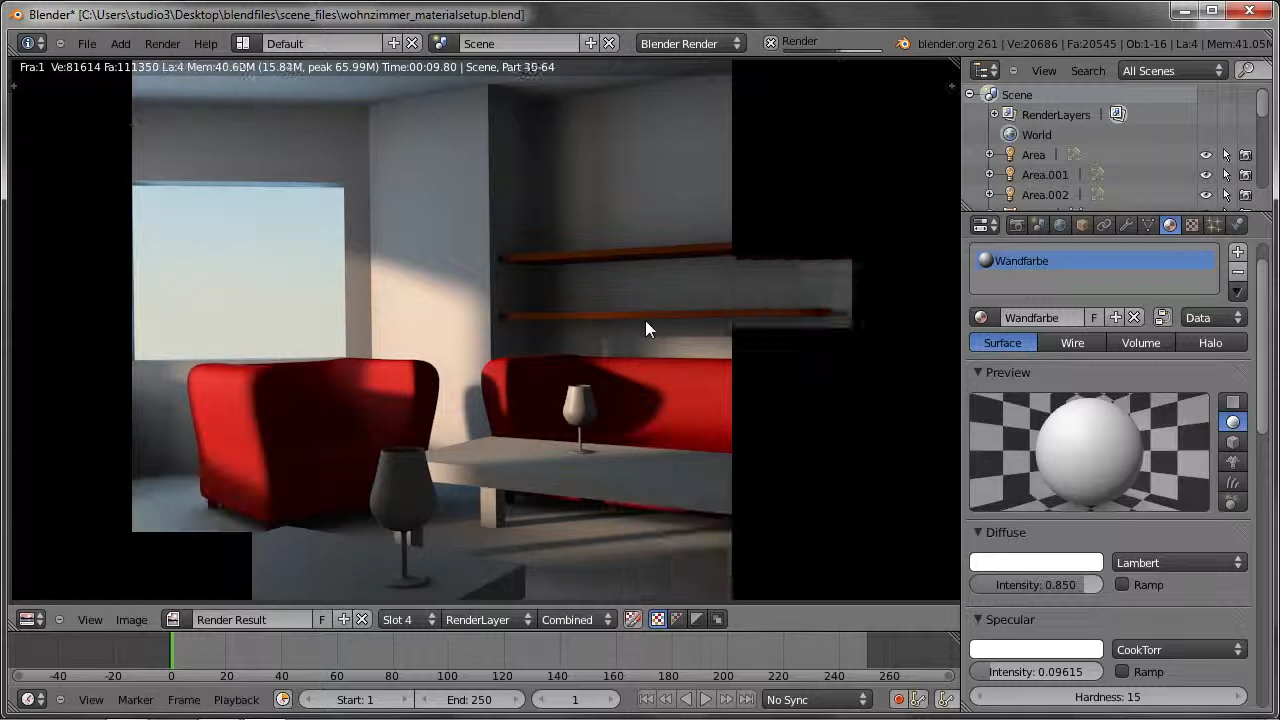 Blender* [C:\Users\studio3\Desktop\blendfiles\scene_files\wohnzimmer_materialsetup.blend]
File Add Render Help Default Scene Blender Render Render blender.org 261 | Ve:20686 | Fa:20545 | Ob:1-16 | La:4 | Mem:41.05M
Fra:1 Ve:81614 Fa:111350 La:4 Mem:40.62M (15.84M, peak 65.99M) Time:00:09.80 | Scene, Part 30-64
View Search All Scenes
Scene
RenderLayers
World
Area
Area.001
Area.002
Wandfarbe
Wandfarbe F Data
Surface Wire Volume Halo
Preview
Diffuse
Lambert
Intensity: 0.850 Ramp
Specular
CookTorr
Intensity: 0.09615 Ramp
Hardness: 15
View Image Render Result F Slot 4 RenderLayer Combined
-40 -20 0 20 40 60 80 100 120 140 160 180 200 220 240 260
View Marker Frame Playback Start: 1 End: 250 1 No Sync